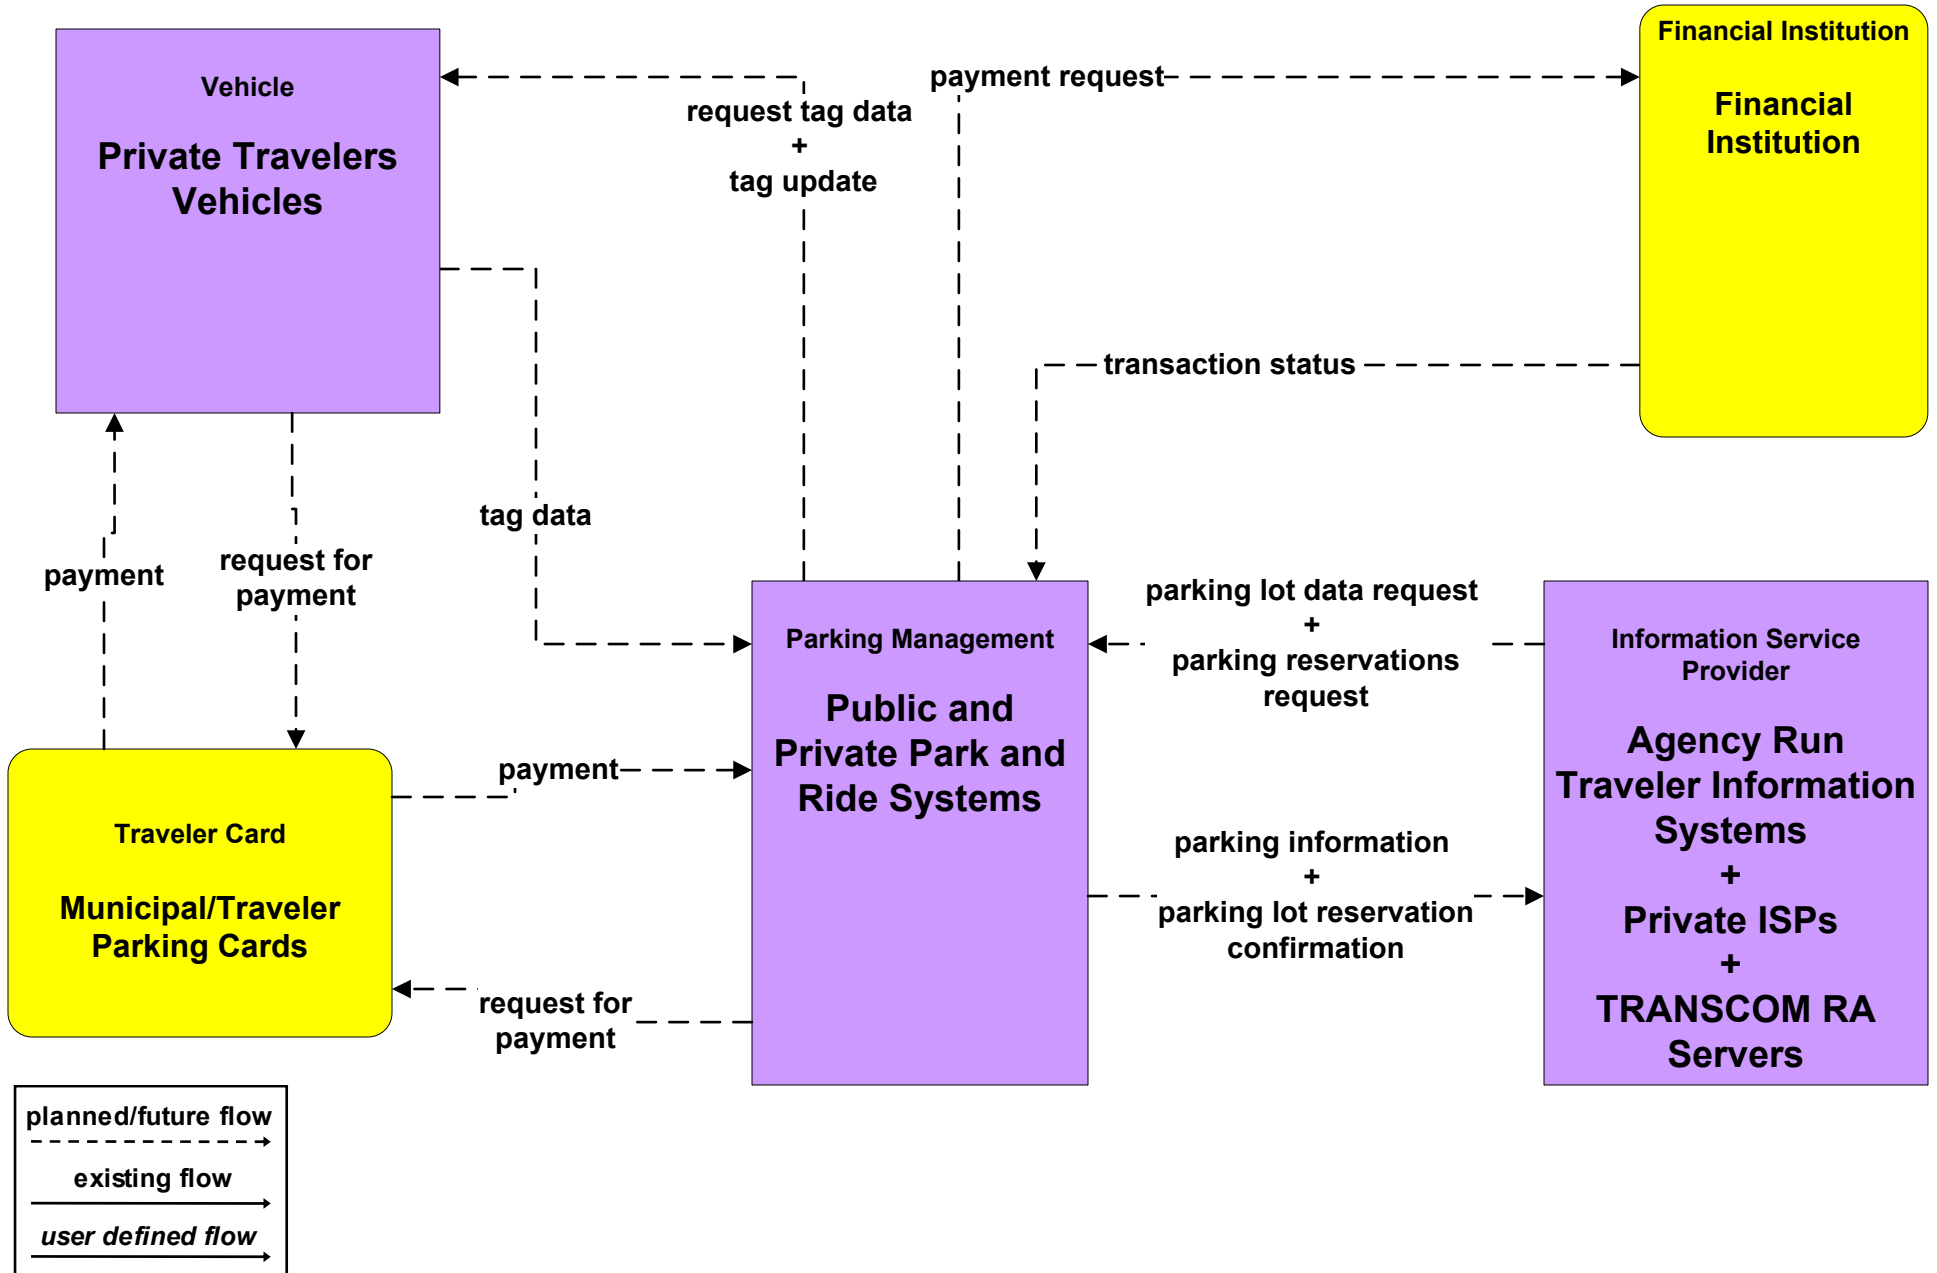 Vehicle
Private Travelers
Vehicles
request tag data
+
tag update
payment request
Financial Institution
Financial
Institution
transaction status
tag data
payment
request for
payment
Parking Management
Public and
Private Park and
Ride Systems
parking lot data request
+
parking reservations
request
Information Service
Provider
Agency Run
Traveler Information
Systems
+
Private ISPs
+
TRANSCOM RA
Servers
payment
Traveler Card
Municipal/Traveler
Parking Cards
parking information
+
parking lot reservation
confirmation
request for
payment
planned/future flow
existing flow
user defined flow